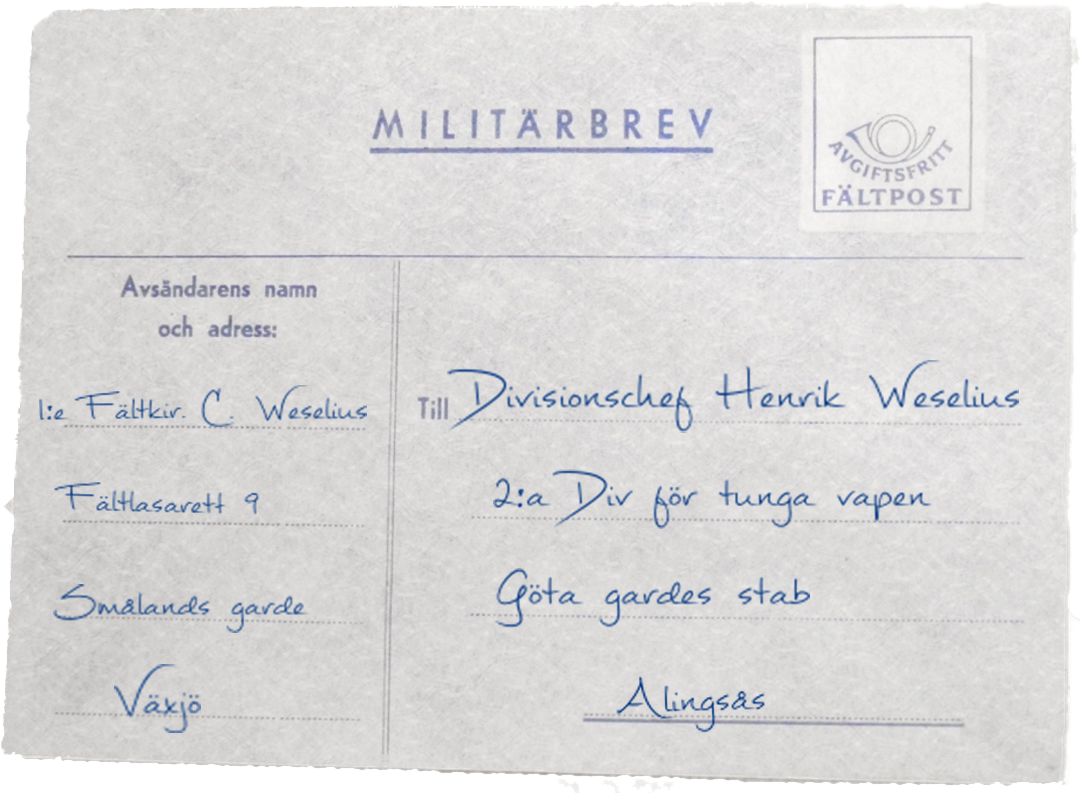 MILITÄRBREV
AVGIFTSFRITT
FÄLTPOST
Avsändarens namn
och adress:
1:e Fältkir. C. Weselius
Fältlasarett 9
Smålands garde
Växjö
Till Divisionschef Henrik Weselius
2:a Div för tunga vapen
Göta gardes stab
Alingsås